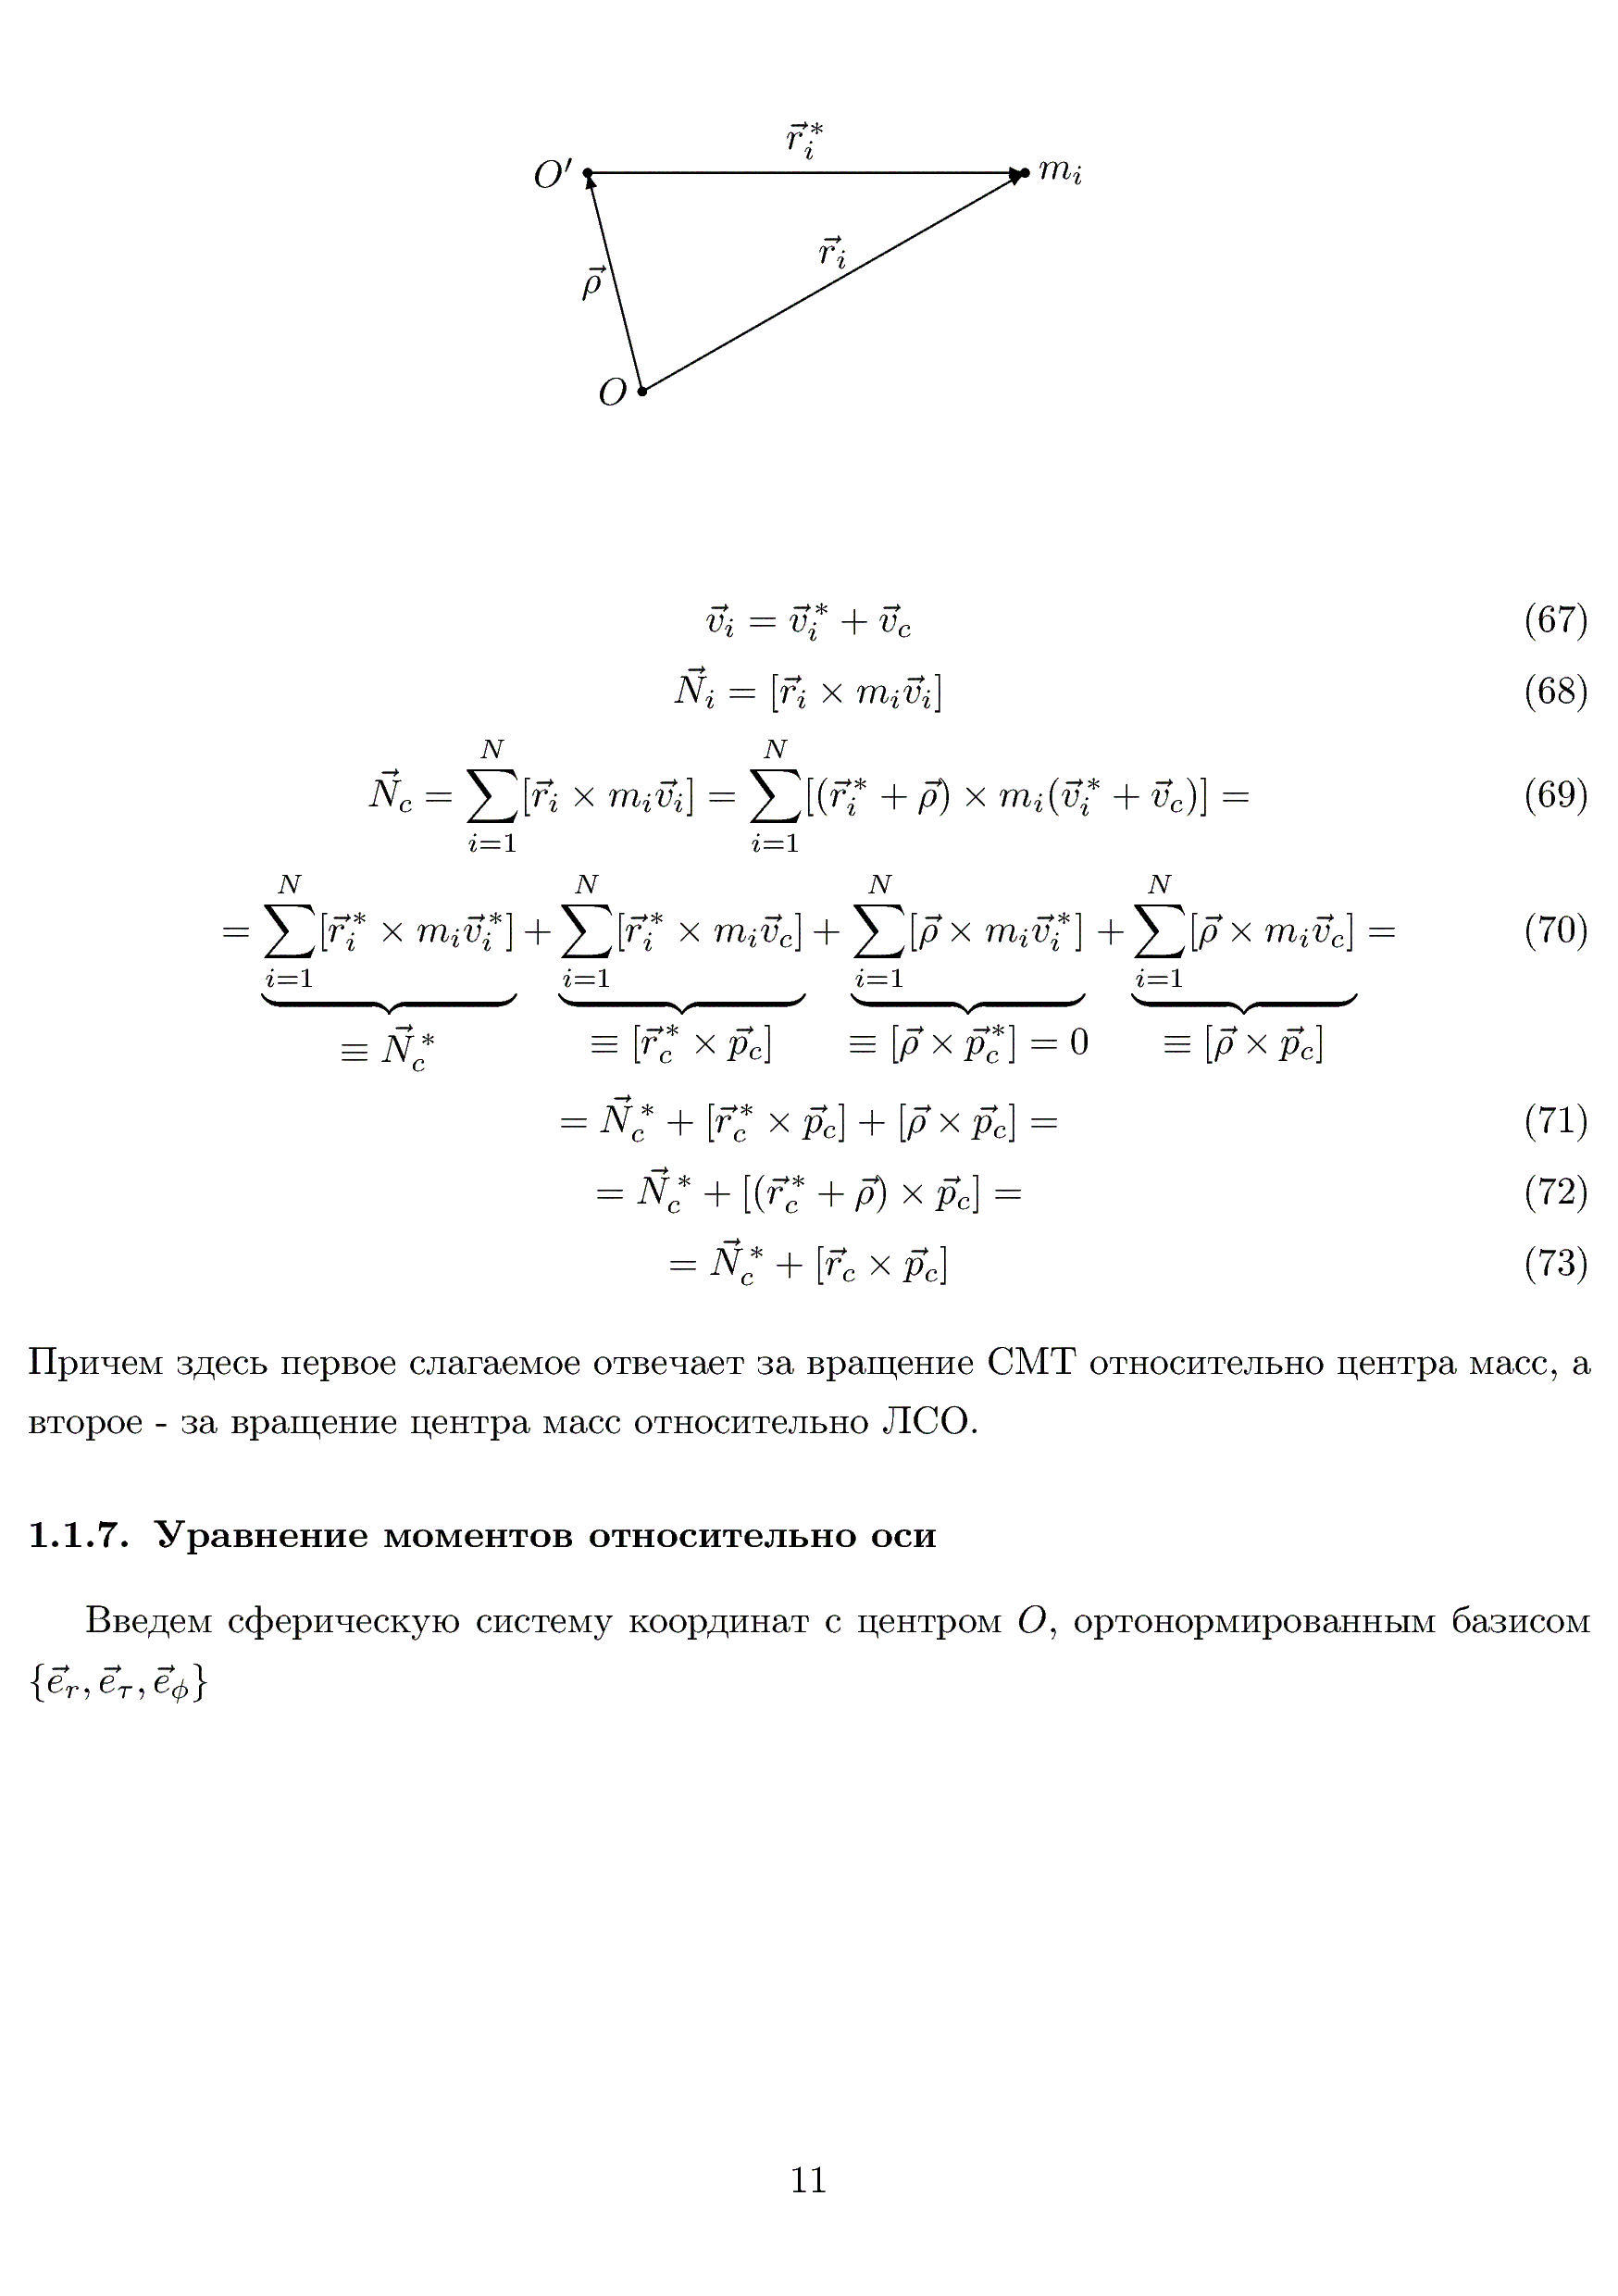 $\vec{r}_i^{\,*}$
$O'$ $m_i$
$\vec{r}_i$
$\vec{\rho}$
$O$
$\vec{v}_i = \vec{v}_i^{\,*} + \vec{v}_c$ (67)
$\vec{N}_i = [\vec{r}_i \times m_i \vec{v}_i]$ (68)
$\vec{N}_c = \sum_{i=1}^{N} [\vec{r}_i \times m_i \vec{v}_i] = \sum_{i=1}^{N} [(\vec{r}_i^{\,*} + \vec{\rho}) \times m_i (\vec{v}_i^{\,*} + \vec{v}_c)] =$ (69)
$= \underbrace{\sum_{i=1}^{N} [\vec{r}_i^{\,*} \times m_i \vec{v}_i^{\,*}]}_{\equiv \vec{N}_c^{\,*}} + \underbrace{\sum_{i=1}^{N} [\vec{r}_i^{\,*} \times m_i \vec{v}_c]}_{\equiv [\vec{r}_c^{\,*} \times \vec{p}_c]} + \underbrace{\sum_{i=1}^{N} [\vec{\rho} \times m_i \vec{v}_i^{\,*}]}_{\equiv [\vec{\rho} \times \vec{p}_c^{\,*}] = 0} + \underbrace{\sum_{i=1}^{N} [\vec{\rho} \times m_i \vec{v}_c]}_{\equiv [\vec{\rho} \times \vec{p}_c]} =$ (70)
$= \vec{N}_c^{\,*} + [\vec{r}_c^{\,*} \times \vec{p}_c] + [\vec{\rho} \times \vec{p}_c] =$ (71)
$= \vec{N}_c^{\,*} + [(\vec{r}_c^{\,*} + \vec{\rho}) \times \vec{p}_c] =$ (72)
$= \vec{N}_c^{\,*} + [\vec{r}_c \times \vec{p}_c]$ (73)
Причем здесь первое слагаемое отвечает за вращение СМТ относительно центра масс, а
второе - за вращение центра масс относительно ЛСО.
1.1.7. Уравнение моментов относительно оси
Введем сферическую систему координат с центром $O$, ортонормированным базисом
$\{\vec{e}_r, \vec{e}_\tau, \vec{e}_\phi\}$
11